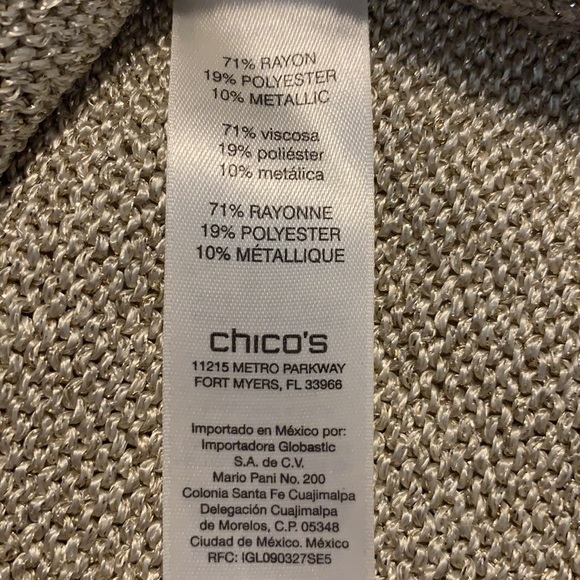 71% RAYON
19% POLYESTER
10% METALLIC
71% viscosa
19% poliéster
10% metálica
71% RAYONNE
19% POLYESTER
10% MÉTALLIQUE
chico's
11215 METRO PARKWAY
FORT MYERS, FL 33966
Importado en México por:
Importadora Globastic
S.A. de C.V.
Mario Pani No. 200
Colonia Santa Fe Cuajimalpa
Delegación Cuajimalpa
de Morelos, C.P. 05348
Ciudad de México. México
RFC: IGL090327SE5